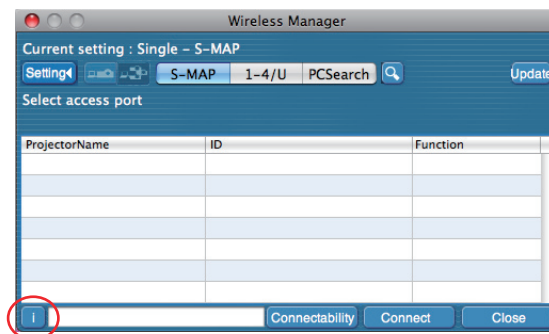 Wireless Manager
Current setting : Single – S-MAP
Setting S-MAP 1-4/U PCSearch Update
Select access port
ProjectorName ID Function
i Connectability Connect Close